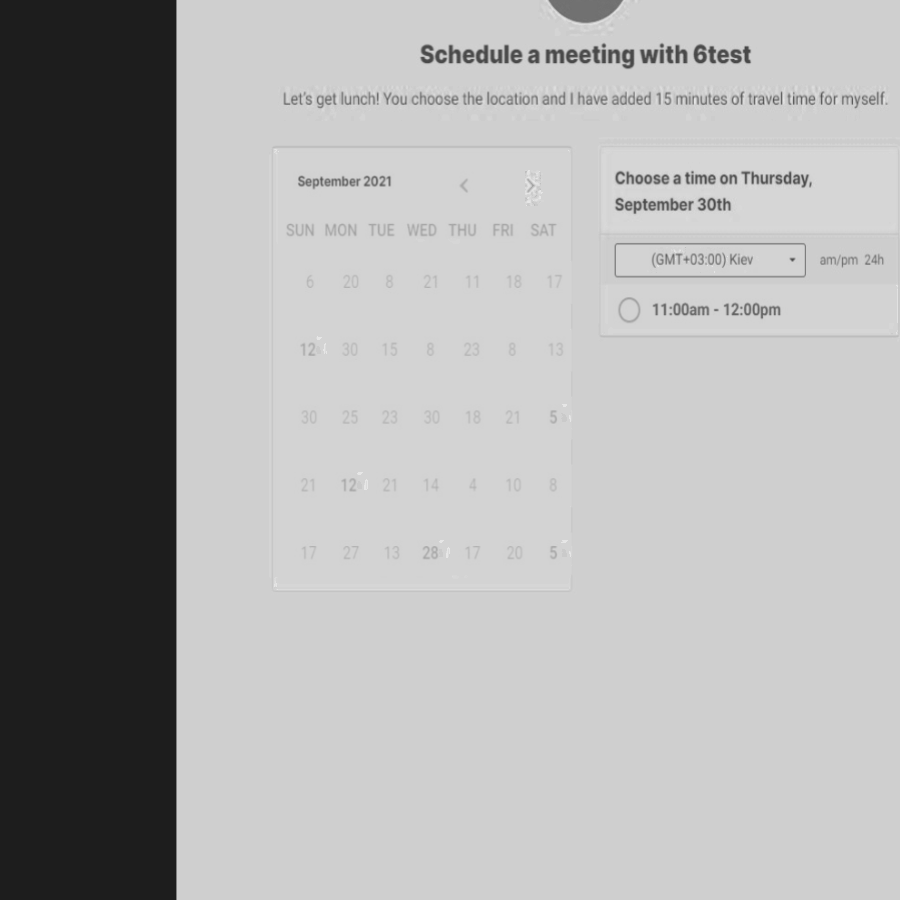 Schedule a meeting with 6test
Let's get lunch! You choose the location and I have added 15 minutes of travel time for myself.
September 2021
SUN MON TUE WED THU FRI SAT
6 20 8 21 11 18 17
12 30 15 8 23 8 13
30 25 23 30 18 21 5
21 12 21 14 4 10 8
17 27 13 28 17 20 5
Choose a time on Thursday,
September 30th
(GMT+03:00) Kiev am/pm 24h
11:00am - 12:00pm